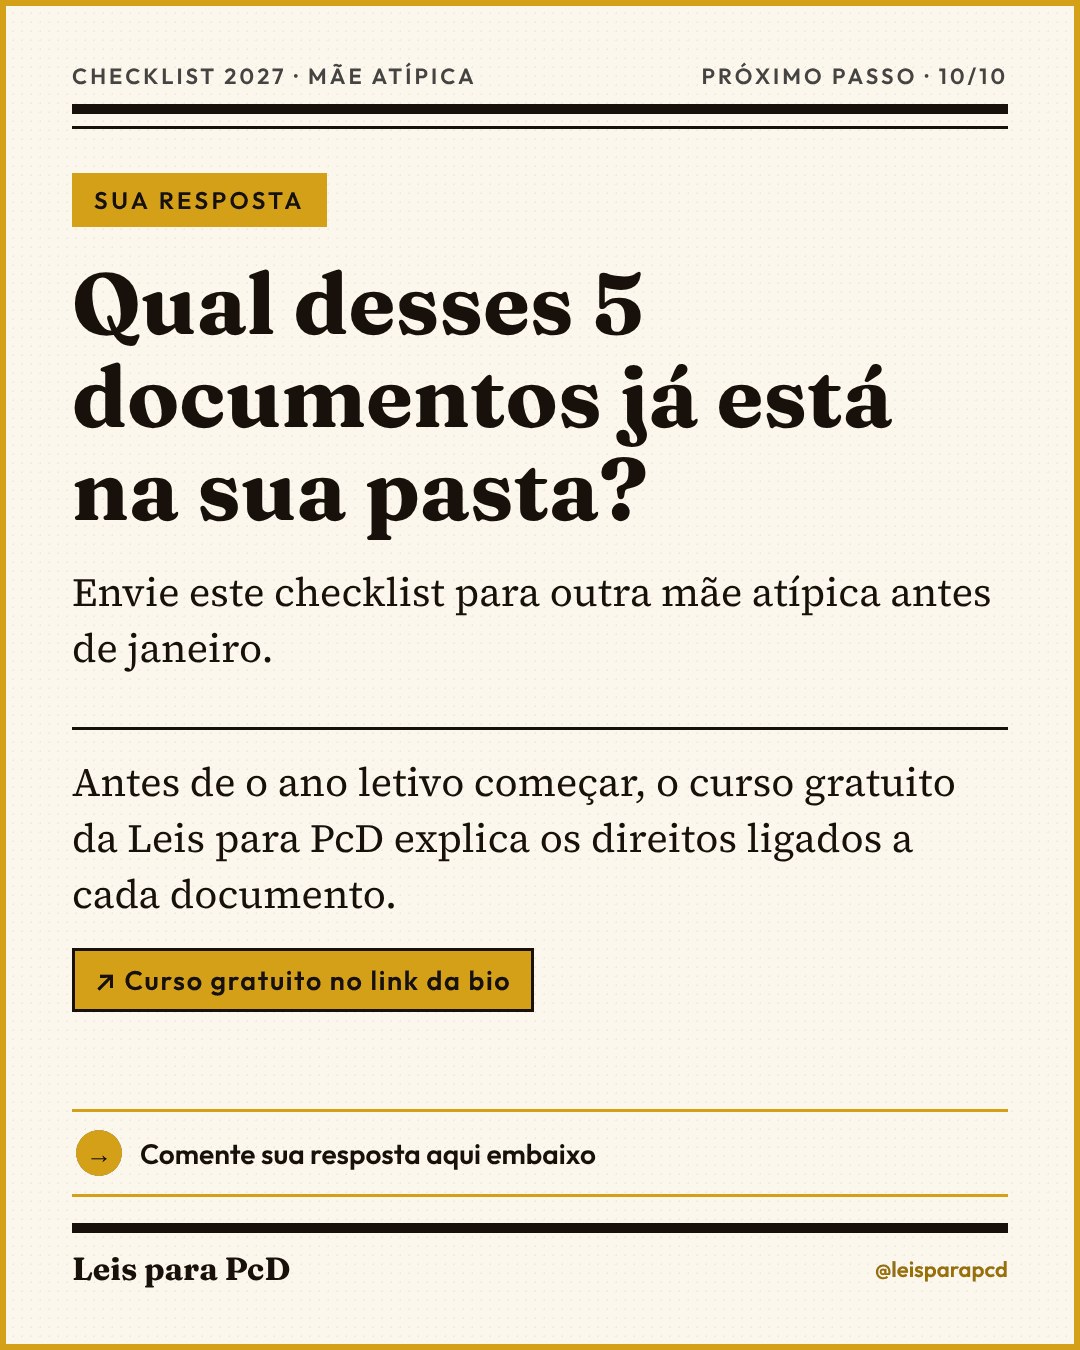 CHECKLIST 2027 · MÃE ATÍPICA
PRÓXIMO PASSO · 10/10
SUA RESPOSTA
Qual desses 5
documentos já está
na sua pasta?
Envie este checklist para outra mãe atípica antes
de janeiro.
Antes de o ano letivo começar, o curso gratuito
da Leis para PcD explica os direitos ligados a
cada documento.
↗ Curso gratuito no link da bio
→ Comente sua resposta aqui embaixo
Leis para PcD
@leisparapcd